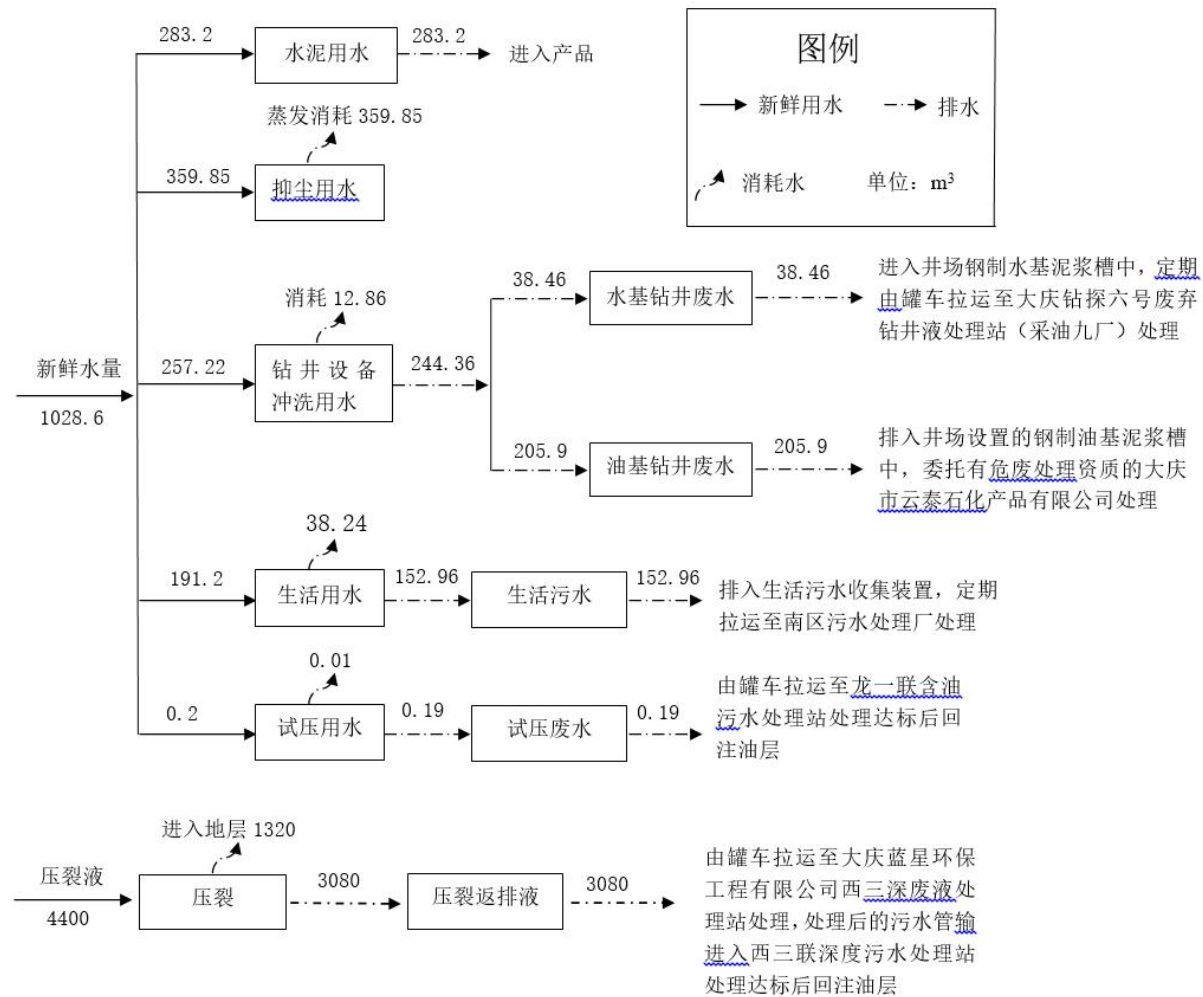 283.2
水泥用水
283.2
进入产品
图例
新鲜用水
排水
消耗水
单位：m³
蒸发消耗 359.85
359.85
抑尘用水
消耗 12.86
新鲜水量
1028.6
257.22
钻井设备
冲洗用水
244.36
38.46
水基钻井废水
38.46
进入井场钢制水基泥浆槽中，定期
由罐车拉运至大庆钻探六号废弃
钻井液处理站（采油九厂）处理
205.9
油基钻井废水
205.9
排入井场设置的钢制油基泥浆槽
中，委托有危废处理资质的大庆
市云泰石化产品有限公司处理
38.24
191.2
生活用水
152.96
生活污水
152.96
排入生活污水收集装置，定期
拉运至南区污水处理厂处理
0.01
0.2
试压用水
0.19
试压废水
0.19
由罐车拉运至龙一联含油
污水处理站处理达标后回
注油层
进入地层 1320
压裂液
4400
压裂
3080
压裂返排液
3080
由罐车拉运至大庆蓝星环保
工程有限公司西三深废液处
理站处理，处理后的污水管输
进入西三联深度污水处理站
处理达标后回注油层